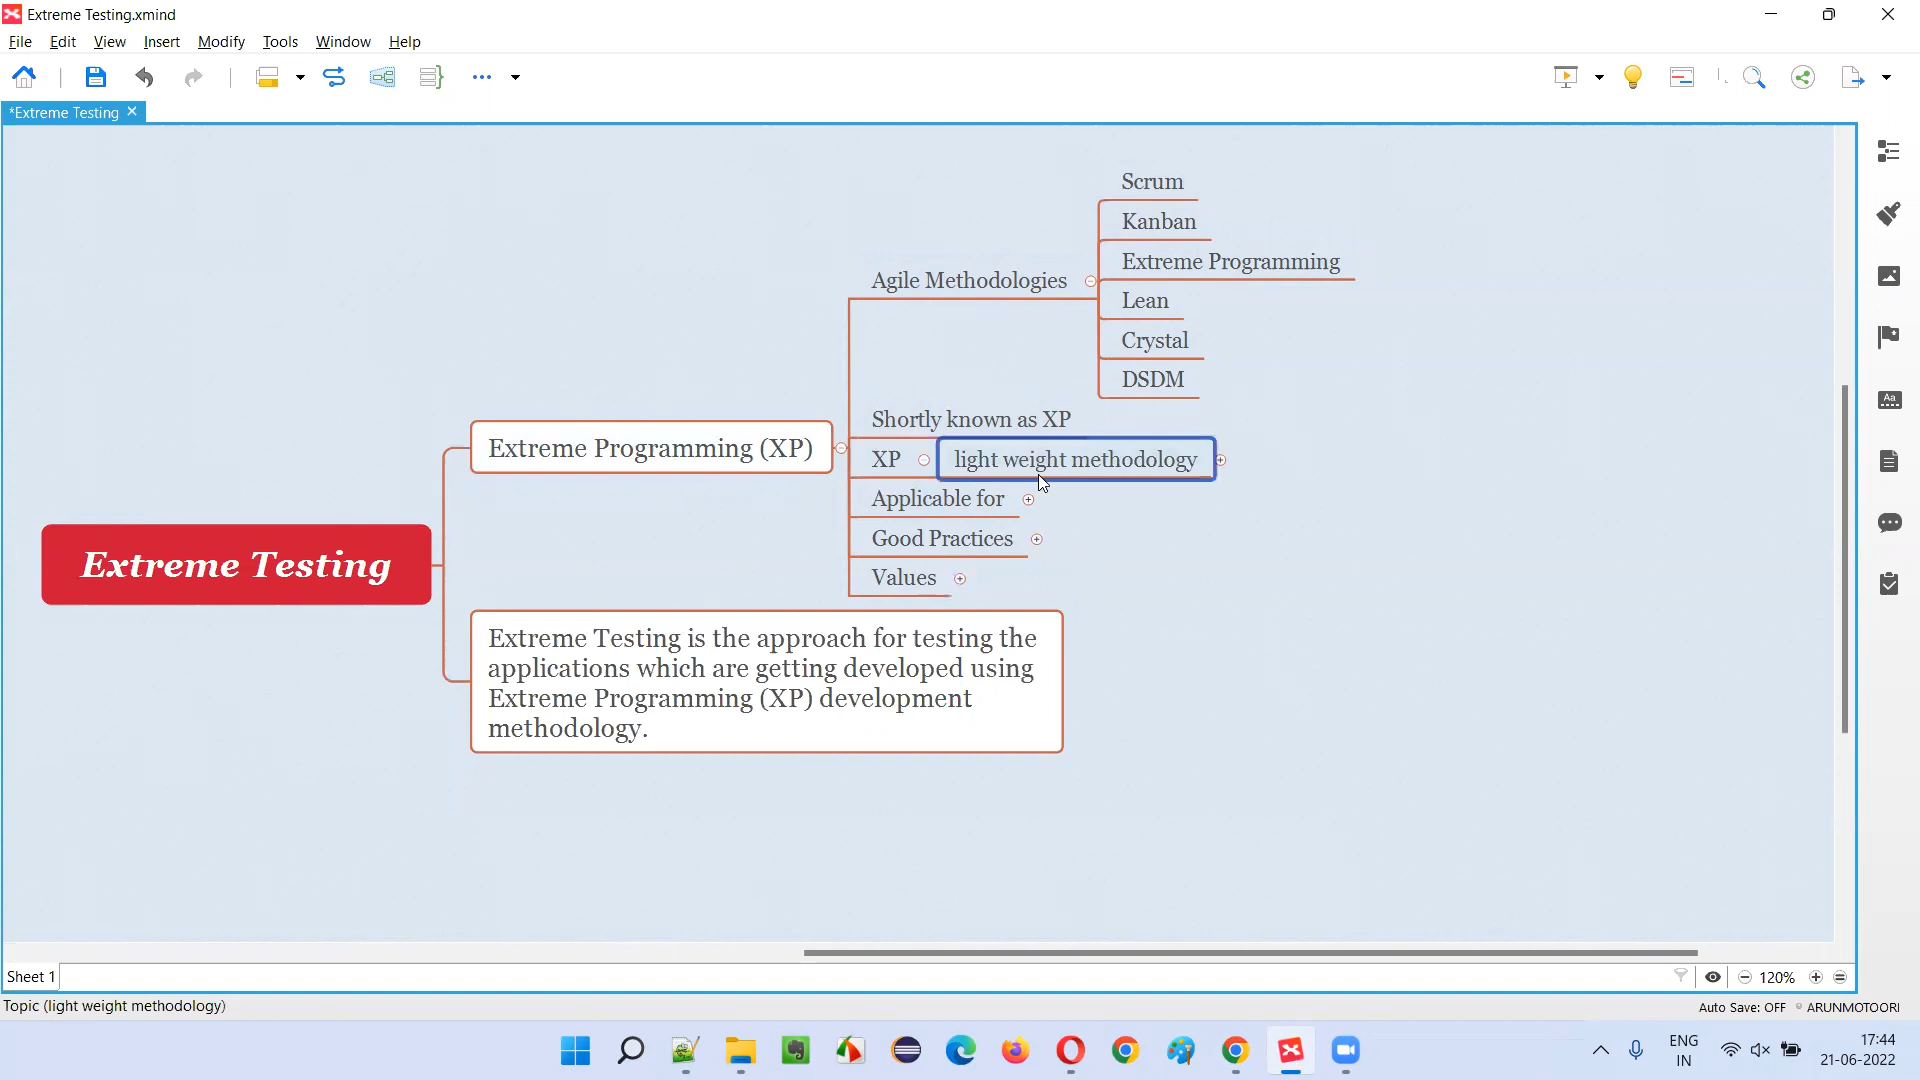 Extreme Testing.xmind
File Edit View Insert Modify Tools Window Help
*Extreme Testing
Scrum
Kanban
Extreme Programming
Agile Methodologies
Lean
Crystal
DSDM
Shortly known as XP
Extreme Programming (XP)
XP light weight methodology
Applicable for
Good Practices
Values
Extreme Testing
Extreme Testing is the approach for testing the
applications which are getting developed using
Extreme Programming (XP) development
methodology.
Sheet 1
120%
Topic (light weight methodology)
Auto Save: OFF ARUNMOTOORI
ENG
IN
17:44
21-06-2022